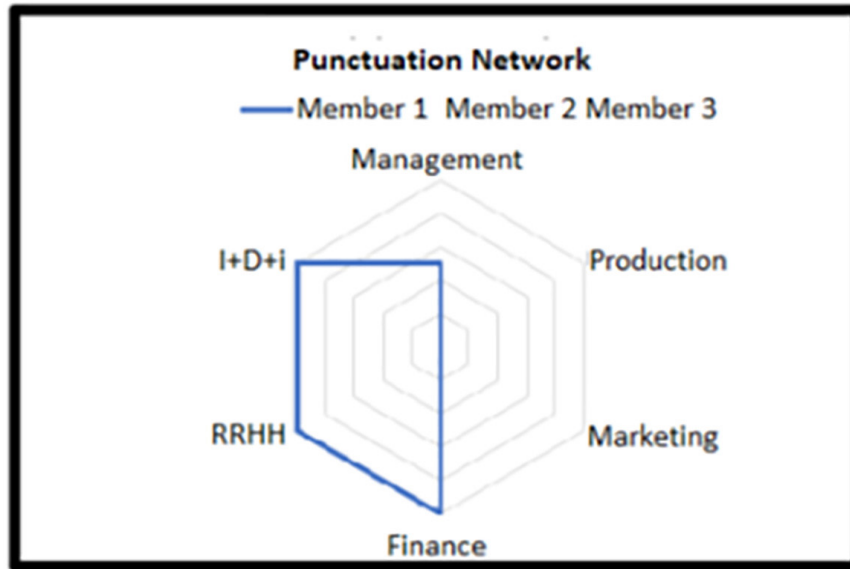 Punctuation Network
Member 1 Member 2 Member 3
Management
I+D+i
Production
RRHH
Marketing
Finance